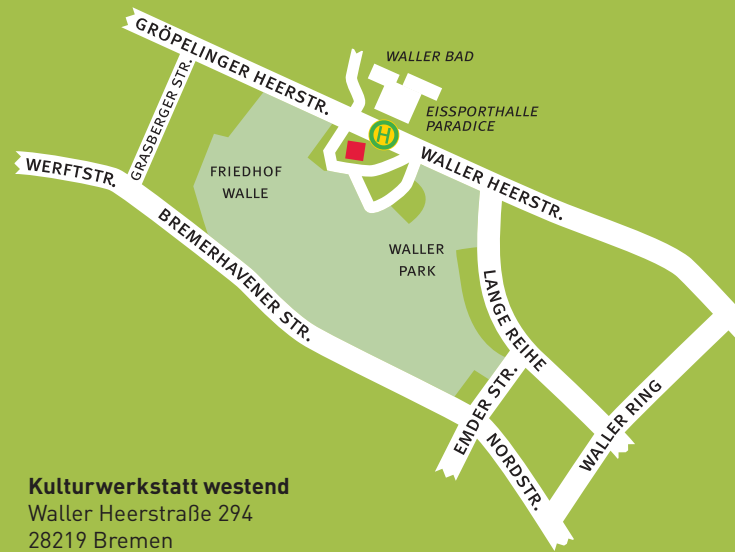 GRÖPELINGER HEERSTR.
WALLER BAD
EISSPORTHALLE
PARADICE
H
GRASBERGER STR.
WERFTSTR.
FRIEDHOF
WALLE
WALLER HEERSTR.
BREMERHAVENER STR.
WALLER
PARK
LANGE REIHE
EMDER STR.
WALLER RING
NORDSTR.
Kulturwerkstatt westend
Waller Heerstraße 294
28219 Bremen